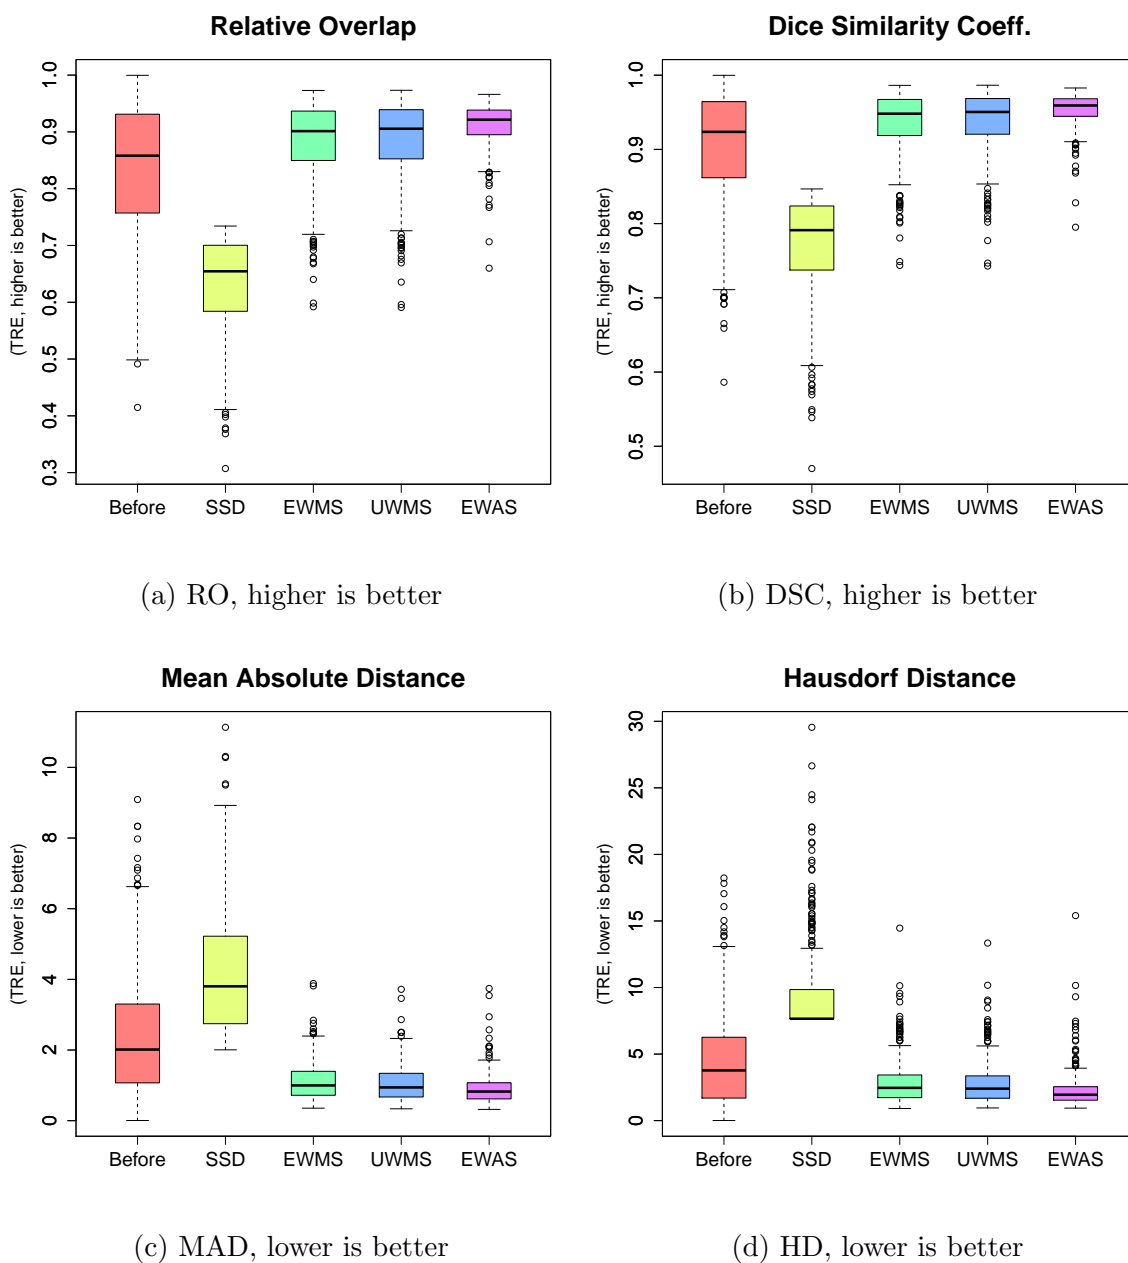 Relative Overlap
(TRE, higher is better)
1.0
0.9
0.8
0.7
0.6
0.5
0.4
0.3
Before SSD EWMS UWMS EWAS
(a) RO, higher is better
Dice Similarity Coeff.
(TRE, higher is better)
1.0
0.9
0.8
0.7
0.6
0.5
Before SSD EWMS UWMS EWAS
(b) DSC, higher is better
Mean Absolute Distance
(TRE, lower is better)
10
8
6
4
2
0
Before SSD EWMS UWMS EWAS
(c) MAD, lower is better
Hausdorf Distance
(TRE, lower is better)
30
25
20
15
10
5
0
Before SSD EWMS UWMS EWAS
(d) HD, lower is better